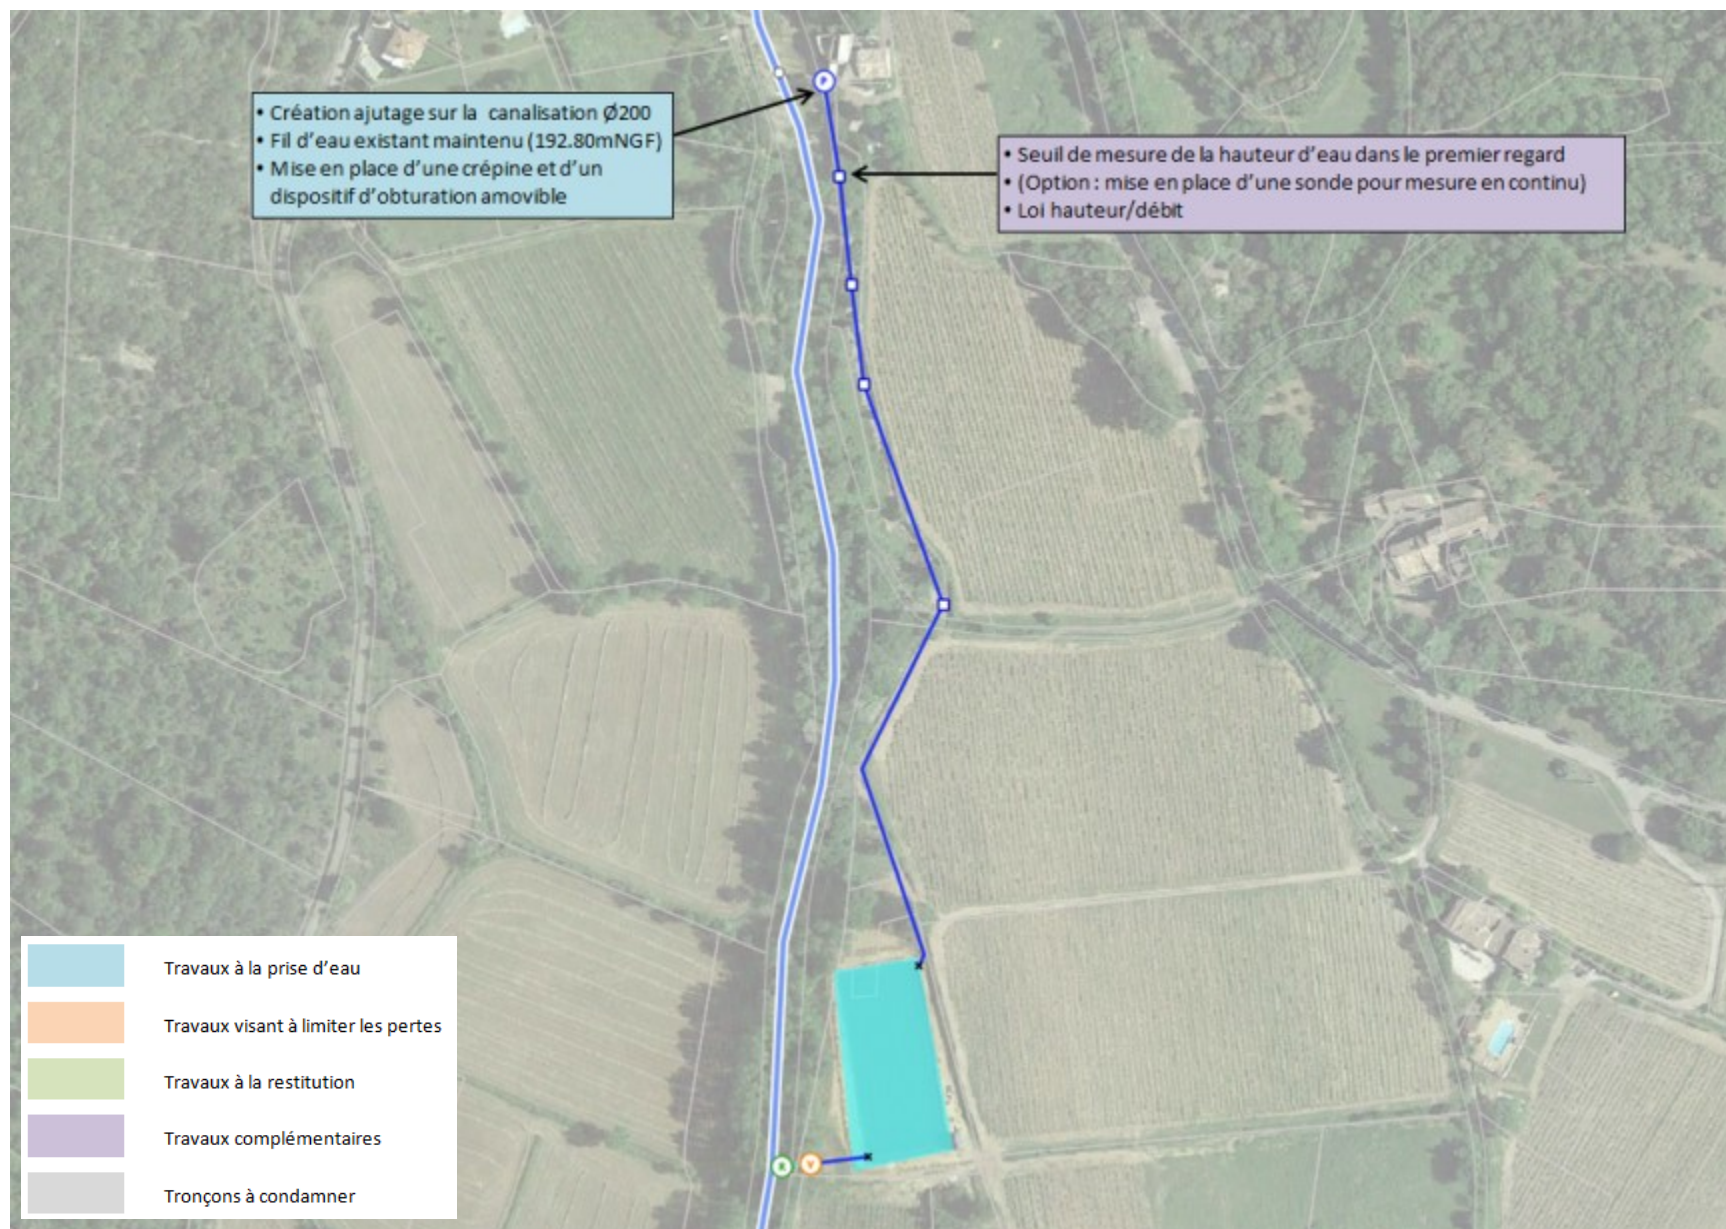 • Création ajutage sur la canalisation Ø200
• Fil d'eau existant maintenu (192.80mNGF)
• Mise en place d'une crépine et d'un
dispositif d'obturation amovible
• Seuil de mesure de la hauteur d'eau dans le premier regard
• (Option : mise en place d'une sonde pour mesure en continu)
• Loi hauteur/débit
P
Travaux à la prise d'eau
Travaux visant à limiter les pertes
Travaux à la restitution
Travaux complémentaires
Tronçons à condamner
R
V